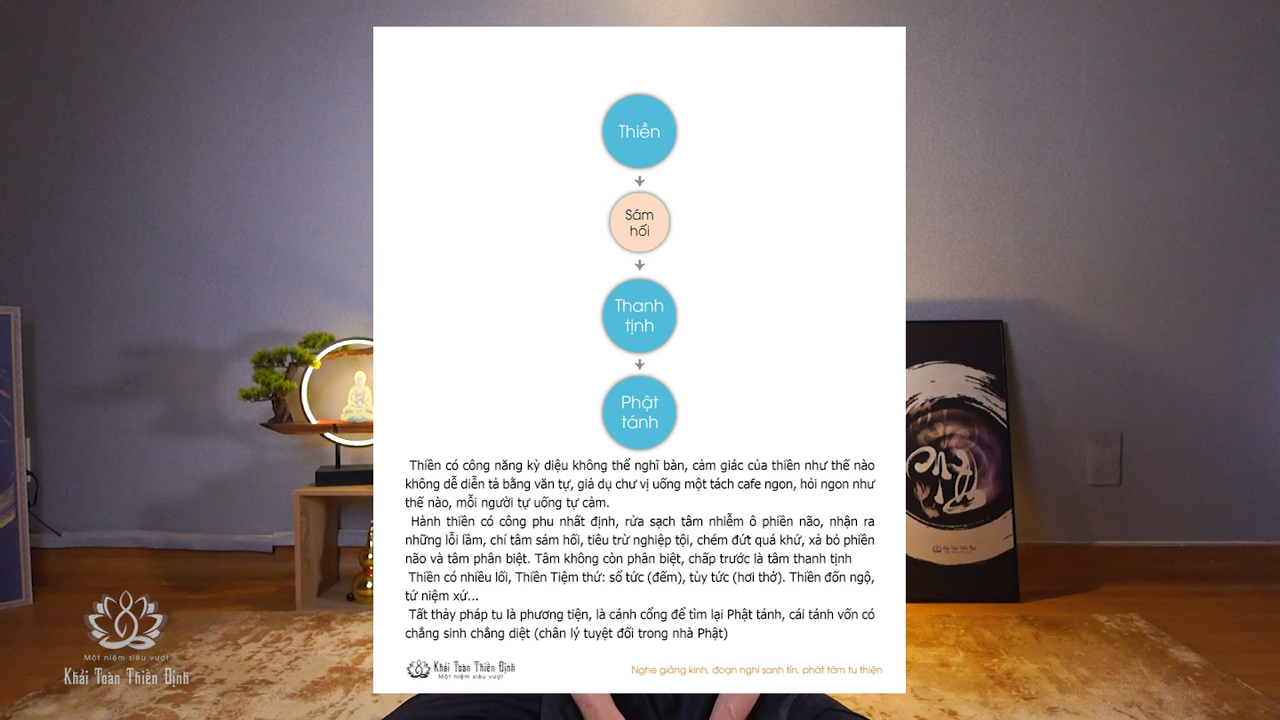 Thiền
Sám
hối
Thanh
tịnh
Phật
tánh
Thiền có công năng kỳ diệu không thể nghĩ bàn, cảm giác của thiền như thế nào
không dễ diễn tả bằng văn tự, giả dụ chư vị uống một tách cafe ngon, hỏi ngon như
thế nào, mỗi người tự uống tự cảm.
Hành thiền có công phu nhất định, rửa sạch tâm nhiễm ô phiền não, nhận ra
những lỗi lầm, chí tâm sám hối, tiêu trừ nghiệp tội, chém đứt quá khứ, xả bỏ phiền
não và tâm phân biệt. Tâm không còn phân biệt, chấp trước là tâm thanh tịnh
Thiền có nhiều lối, Thiền Tiệm thứ: sổ tức (đếm), tùy tức (hơi thở). Thiền đốn ngộ,
tứ niệm xứ...
Tất thảy pháp tu là phương tiện, là cánh cổng để tìm lại Phật tánh, cái tánh vốn có
chẳng sinh chẳng diệt (chân lý tuyệt đối trong nhà Phật)
Khải Toàn Thiền Định
Một niệm siêu vượt
Nghe giảng kinh, đoạn nghi sanh tín, phát tâm tu thiện
Một niệm siêu vượt
Khải Toàn Thiền Định